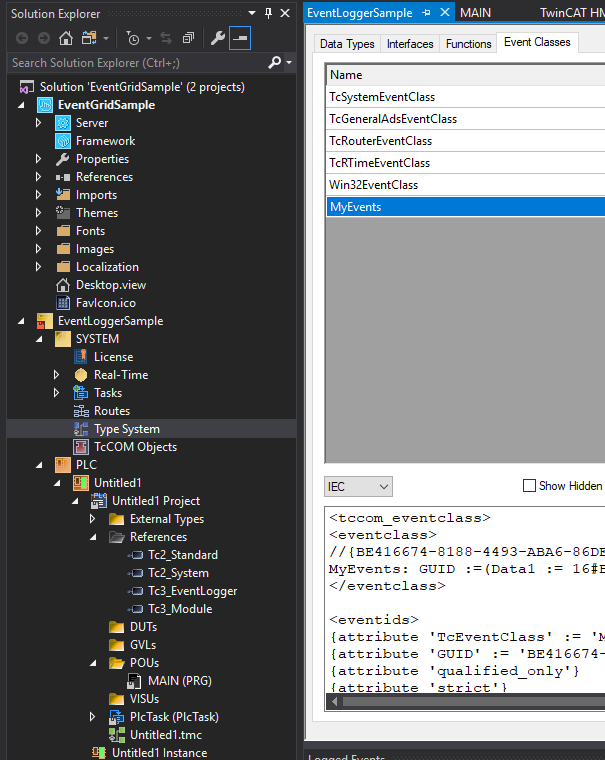 Solution Explorer
Search Solution Explorer (Ctrl+;)
Solution 'EventGridSample' (2 projects)
EventGridSample
Server
Framework
Properties
References
Imports
Themes
Fonts
Images
Localization
Desktop.view
FavIcon.ico
EventLoggerSample
SYSTEM
License
Real-Time
Tasks
Routes
Type System
TcCOM Objects
PLC
Untitled1
Untitled1 Project
External Types
References
Tc2_Standard
Tc2_System
Tc3_EventLogger
Tc3_Module
DUTs
GVLs
POUs
MAIN (PRG)
VISUs
PlcTask (PlcTask)
Untitled1.tmc
Untitled1 Instance
EventLoggerSample MAIN TwinCAT HM
Data Types Interfaces Functions Event Classes
Name
TcSystemEventClass
TcGeneralAdsEventClass
TcRouterEventClass
TcRTimeEventClass
Win32EventClass
MyEvents
IEC Show Hidden
<tccom_eventclass>
<eventclass>
//{BE416674-8188-4493-ABA6-86DE
MyEvents: GUID :=(Data1 := 16#B
</eventclass>
<eventids>
{attribute 'TcEventClass' := 'M
{attribute 'GUID' := 'BE416674-
{attribute 'qualified_only'}
{attribute 'strict'}
Logged Events